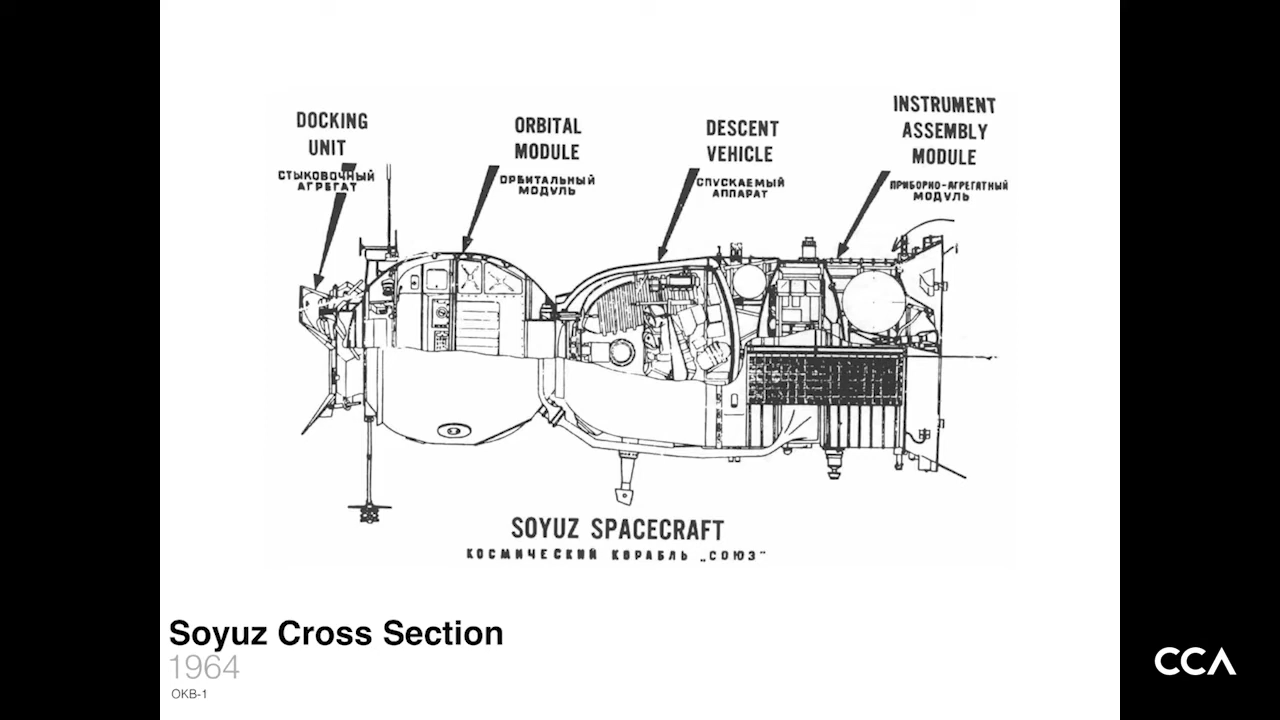 DOCKING
UNIT
СТЫКОВОЧНЫЙ
АГРЕГАТ
ORBITAL
MODULE
ОРБИТАЛЬНЫЙ
МОДУЛЬ
DESCENT
VEHICLE
СПУСКАЕМЫЙ
АППАРАТ
INSTRUMENT
ASSEMBLY
MODULE
ПРИБОРНО-АГРЕГАТНЫЙ
МОДУЛЬ
SOYUZ SPACECRAFT
КОСМИЧЕСКИЙ КОРАБЛЬ „СОЮЗ"
Soyuz Cross Section
1964
OKB-1
CCA